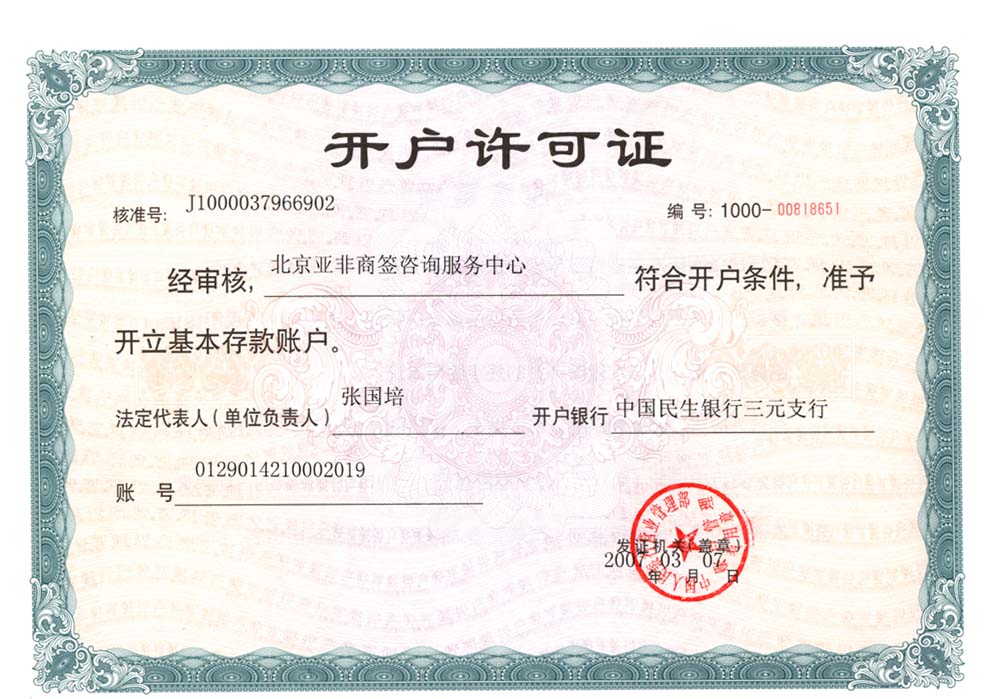 开户许可证
核准号: J1000037966902
编 号: 1000-00818651
经审核, 北京亚非商签咨询服务中心 符合开户条件, 准予
开立基本存款账户。
法定代表人(单位负责人) 张国培 开户银行 中国民生银行三元支行
账 号 0129014210002019
发证机关(盖章)
2007 年 03 月 07 日